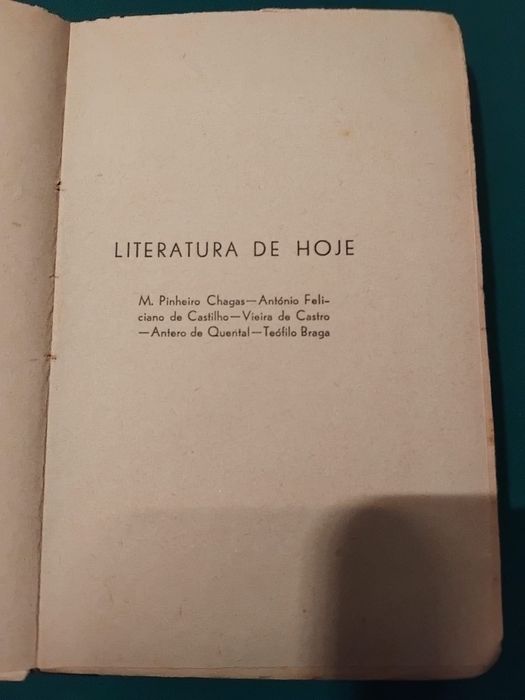 LITERATURA DE HOJE
M. Pinheiro Chagas—António Feli-
ciano de Castilho—Vieira de Castro
—Antero de Quental—Teófilo Braga